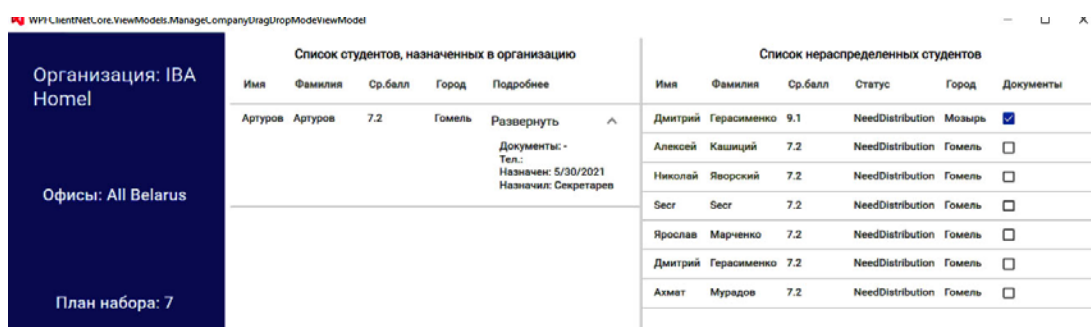 WPFClientNetCore.ViewModels.ManageCompanyDragDropModeViewModel
Организация: IBA
Homel
Офисы: All Belarus
План набора: 7
Список студентов, назначенных в организацию
Имя Фамилия Ср.балл Город Подробнее
Артуров Артуров 7.2 Гомель Развернуть
Документы: -
Тел.:
Назначен: 5/30/2021
Назначил: Секретарев
Список нераспределенных студентов
Имя Фамилия Ср.балл Статус Город Документы
Дмитрий Герасименко 9.1 NeedDistribution Мозырь
Алексей Кашиций 7.2 NeedDistribution Гомель
Николай Яворский 7.2 NeedDistribution Гомель
Secr Secr 7.2 NeedDistribution Гомель
Ярослав Марченко 7.2 NeedDistribution Гомель
Дмитрий Герасименко 7.2 NeedDistribution Гомель
Ахмат Мурадов 7.2 NeedDistribution Гомель